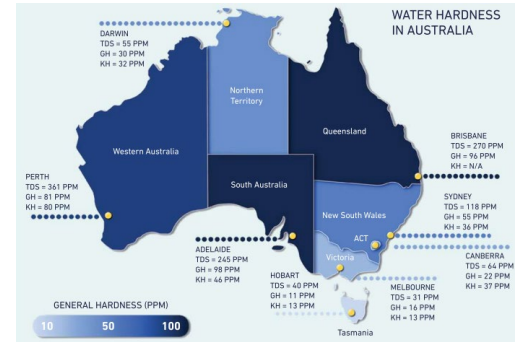 WATER HARDNESS
IN AUSTRALIA
DARWIN
TDS = 55 PPM
GH = 30 PPM
KH = 32 PPM
Northern
Territory
Queensland
Western Australia
BRISBANE
TDS = 270 PPM
GH = 96 PPM
KH = N/A
PERTH
TDS = 361 PPM
GH = 81 PPM
KH = 80 PPM
South Australia
New South Wales
SYDNEY
TDS = 118 PPM
GH = 55 PPM
KH = 36 PPM
ACT
Victoria
ADELAIDE
TDS = 245 PPM
GH = 98 PPM
KH = 46 PPM
CANBERRA
TDS = 64 PPM
GH = 22 PPM
KH = 37 PPM
HOBART
TDS = 40 PPM
GH = 11 PPM
KH = 13 PPM
MELBOURNE
TDS = 31 PPM
GH = 16 PPM
KH = 13 PPM
Tasmania
GENERAL HARDNESS (PPM)
10 50 100